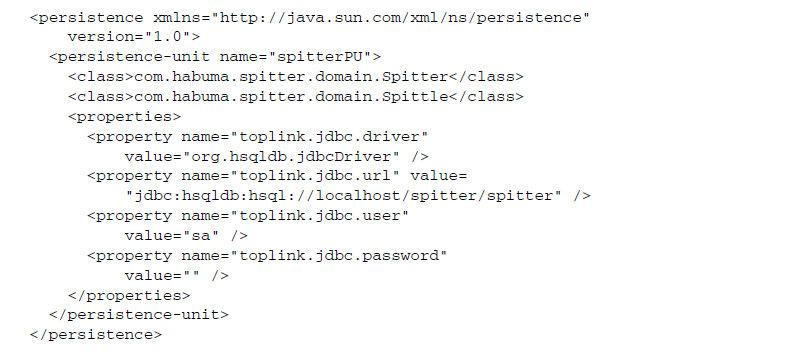 <persistence xmlns="http://java.sun.com/xml/ns/persistence"
version="1.0">
<persistence-unit name="spitterPU">
<class>com.habuma.spitter.domain.Spitter</class>
<class>com.habuma.spitter.domain.Spittle</class>
<properties>
<property name="toplink.jdbc.driver"
value="org.hsqldb.jdbcDriver" />
<property name="toplink.jdbc.url" value=
"jdbc:hsqldb:hsql://localhost/spitter/spitter" />
<property name="toplink.jdbc.user"
value="sa" />
<property name="toplink.jdbc.password"
value="" />
</properties>
</persistence-unit>
</persistence>